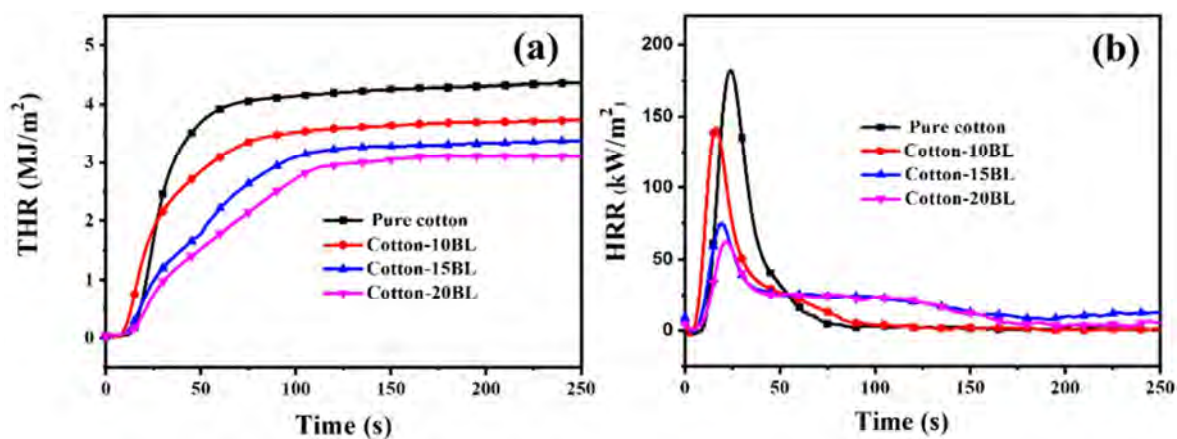 (a)
THR (MJ/m²)
5
4
3
2
1
0
Pure cotton
Cotton-10BL
Cotton-15BL
Cotton-20BL
0 50 100 150 200 250
Time (s)
(b)
HRR (kW/m²)
200
150
100
50
0
Pure cotton
Cotton-10BL
Cotton-15BL
Cotton-20BL
0 50 100 150 200 250
Time (s)